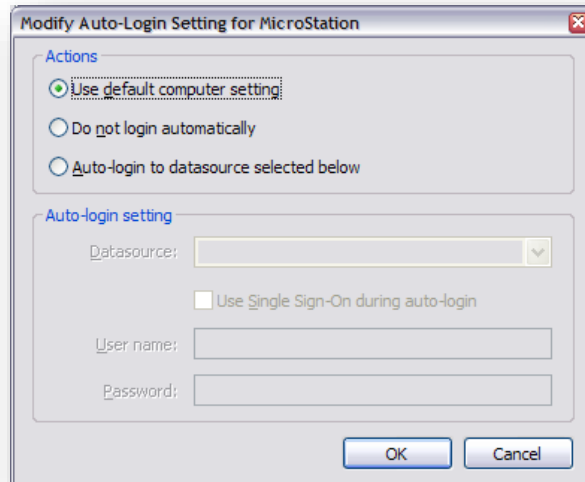 Modify Auto-Login Setting for MicroStation
Actions
Use default computer setting
Do not login automatically
Auto-login to datasource selected below
Auto-login setting
Datasource:
Use Single Sign-On during auto-login
User name:
Password:
OK Cancel